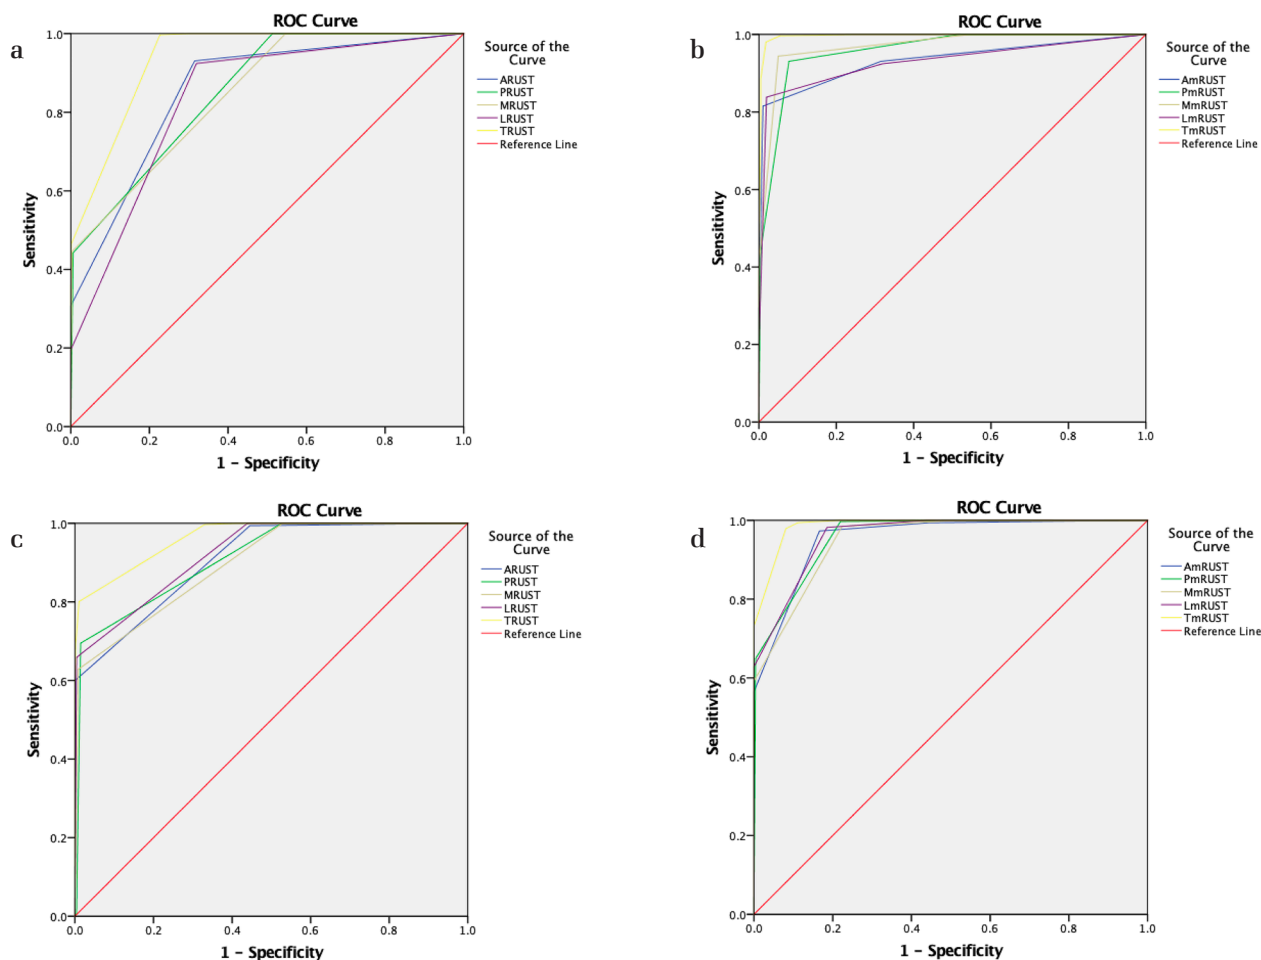 a
ROC Curve
1.0
0.8
0.6
0.4
0.2
0.0
Sensitivity
0.0 0.2 0.4 0.6 0.8 1.0
1 - Specificity
Source of the
Curve
ARUST
PRUST
MRUST
LRUST
TRUST
Reference Line
b
ROC Curve
1.0
0.8
0.6
0.4
0.2
0.0
Sensitivity
0.0 0.2 0.4 0.6 0.8 1.0
1 - Specificity
Source of the
Curve
AmRUST
PmRUST
MmRUST
LmRUST
TmRUST
Reference Line
c
ROC Curve
1.0
0.8
0.6
0.4
0.2
0.0
Sensitivity
0.0 0.2 0.4 0.6 0.8 1.0
1 - Specificity
Source of the
Curve
ARUST
PRUST
MRUST
LRUST
TRUST
Reference Line
d
ROC Curve
1.0
0.8
0.6
0.4
0.2
0.0
Sensitivity
0.0 0.2 0.4 0.6 0.8 1.0
1 - Specificity
Source of the
Curve
AmRUST
PmRUST
MmRUST
LmRUST
TmRUST
Reference Line